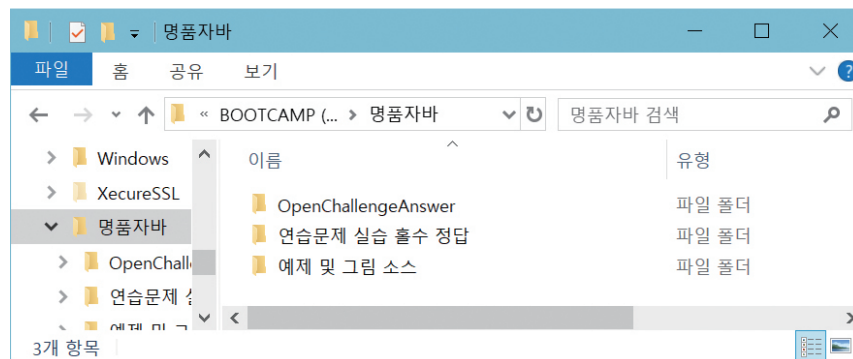 명품자바
파일 홈 공유 보기
« BOOTCAMP (... > 명품자바
명품자바 검색
Windows
XecureSSL
명품자바
OpenChall
연습문제
이름 유형
OpenChallengeAnswer 파일 폴더
연습문제 실습 홀수 정답 파일 폴더
예제 및 그림 소스 파일 폴더
3개 항목